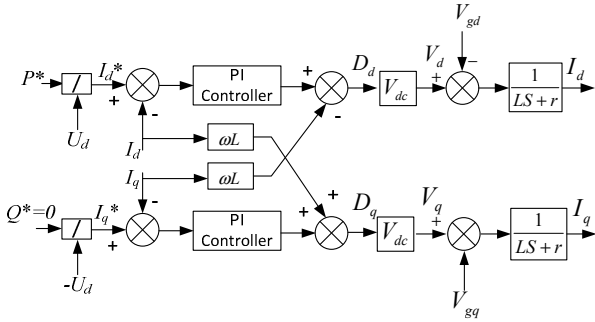 V_gd
P* / I_d* + - PI Controller + - D_d V_dc V_d + - 1/(LS+r) I_d
U_d
I_d ωL
I_q ωL
Q*=0 / I_q* + - PI Controller + + D_q V_dc V_q + 1/(LS+r) I_q
-U_d
V_gq